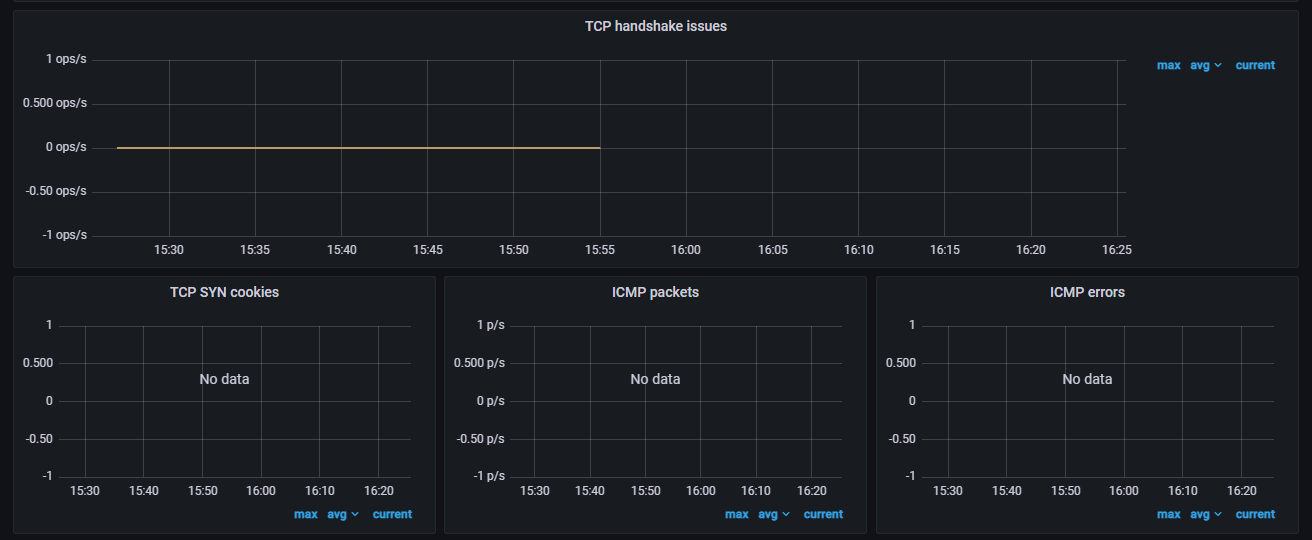 TCP handshake issues
1 ops/s
max avg current
0.500 ops/s
0 ops/s
-0.50 ops/s
-1 ops/s
15:30 15:35 15:40 15:45 15:50 15:55 16:00 16:05 16:10 16:15 16:20 16:25
TCP SYN cookies
1
0.500
No data
0
-0.50
-1
15:30 15:40 15:50 16:00 16:10 16:20
max avg current
ICMP packets
1 p/s
0.500 p/s
No data
0 p/s
-0.50 p/s
-1 p/s
15:30 15:40 15:50 16:00 16:10 16:20
max avg current
ICMP errors
1
0.500
No data
0
-0.50
-1
15:30 15:40 15:50 16:00 16:10 16:20
max avg current